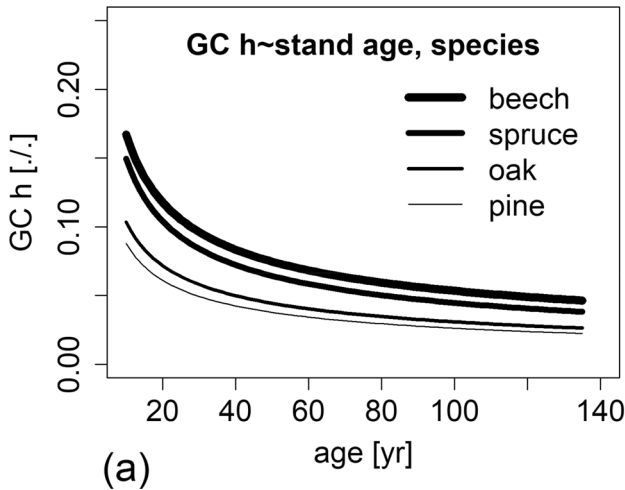 GC h~stand age, species
beech
spruce
oak
pine
GC h [./.]
0.20
0.10
0.00
20 40 60 80 100 120 140
age [yr]
(a)